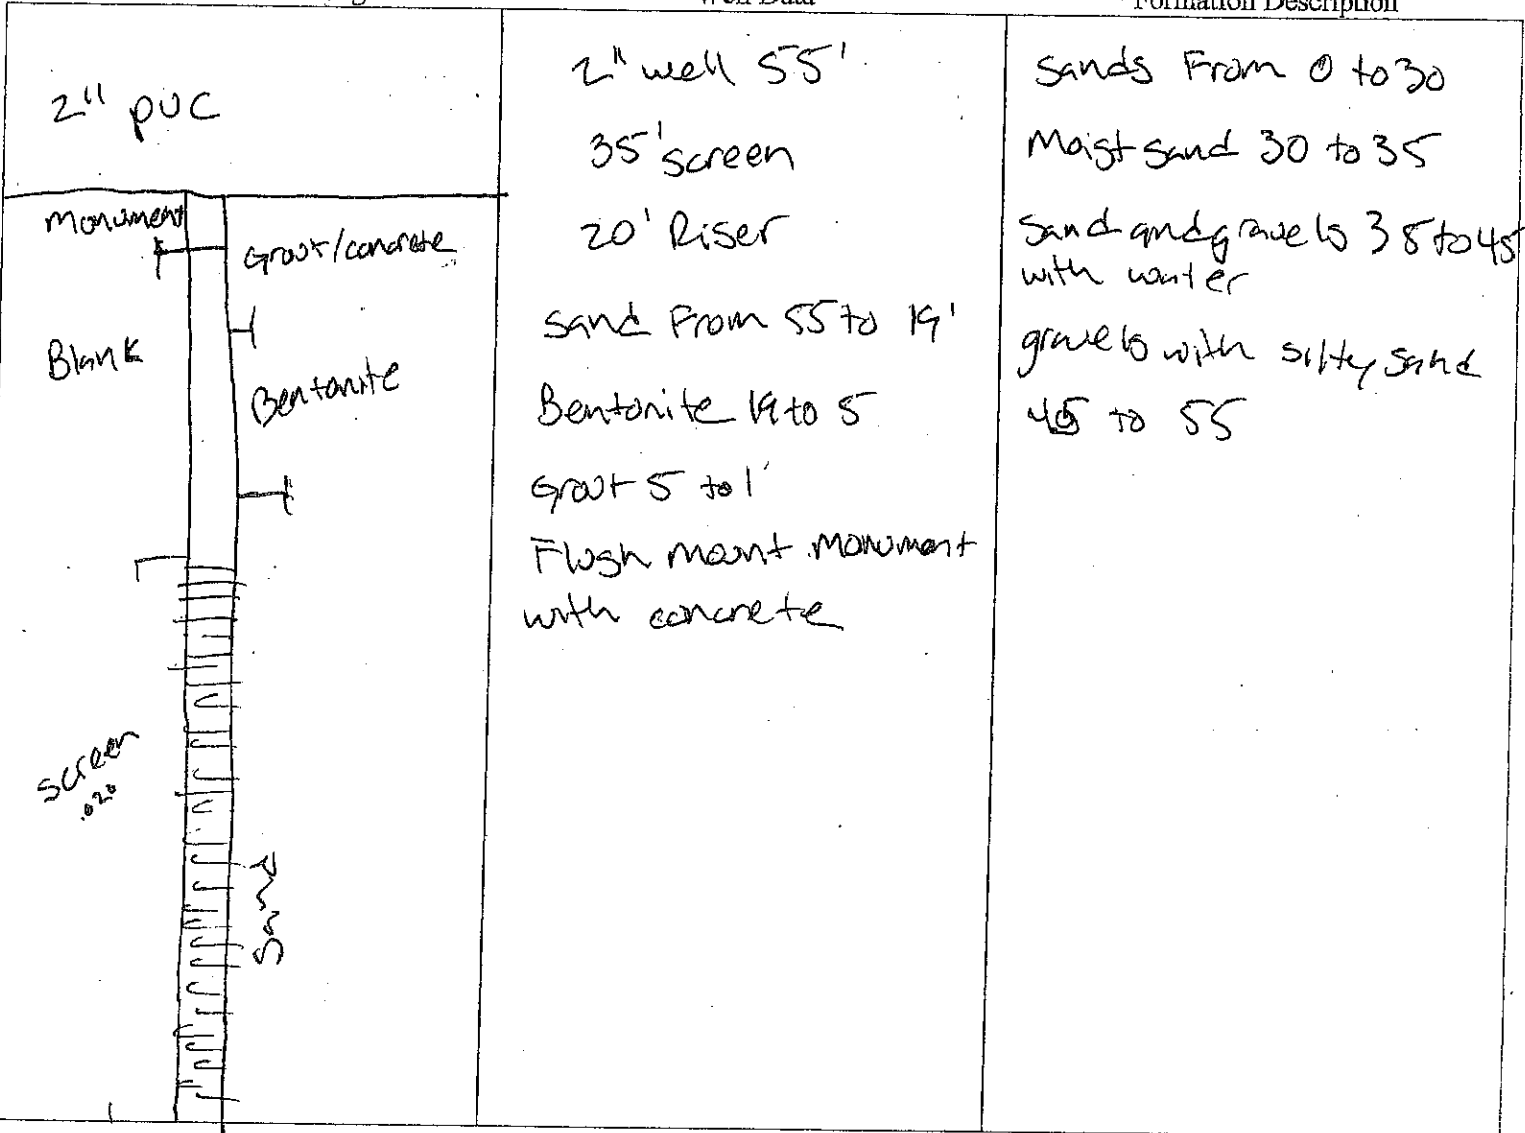 Well Data
Formation Description
2" PVC
Monument
Grout/concrete
Blank
Bentonite
screen
.020
Sand
2" well 55'
35' screen
20' Riser
Sand From 55 to 19'
Bentonite 19 to 5
Grout 5 to 1'
Flush mount Monument
with concrete
Sands From 0 to 30
Moist sand 30 to 35
Sand and gravels 35 to 45
with water
gravels with silty sand
45 to 55